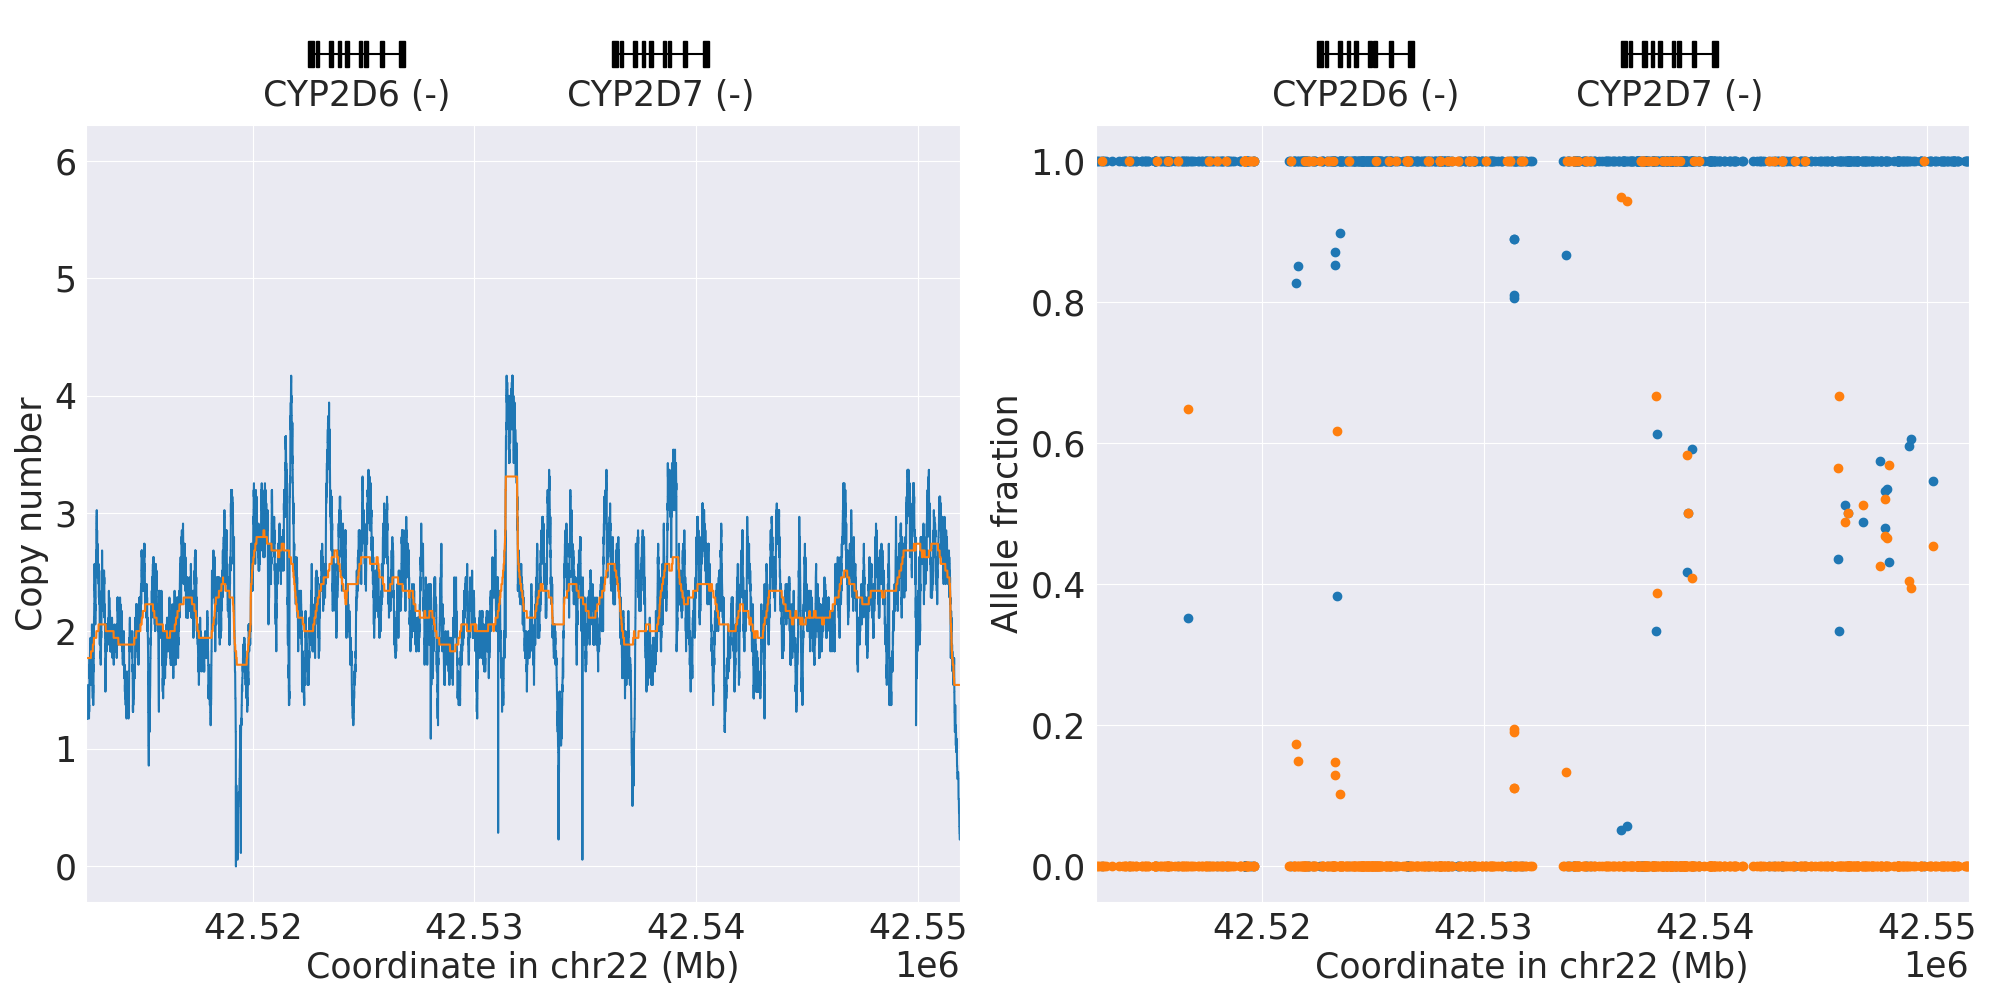 CYP2D6 (-)
CYP2D7 (-)
6
5
4
3
2
1
0
Copy number
42.52
42.53
42.54
42.55
Coordinate in chr22 (Mb)
1e6
CYP2D6 (-)
CYP2D7 (-)
1.0
0.8
0.6
0.4
0.2
0.0
Allele fraction
42.52
42.53
42.54
42.55
Coordinate in chr22 (Mb)
1e6